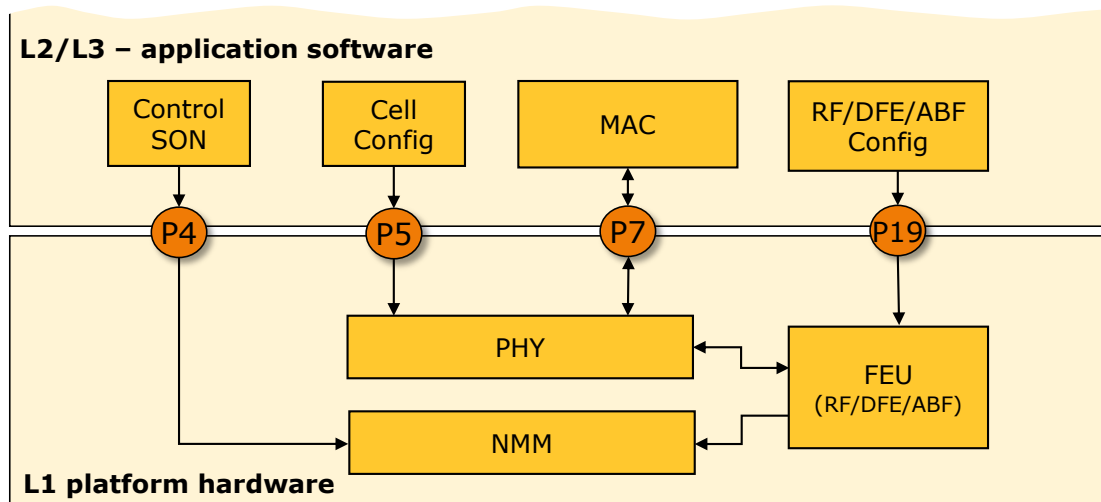 L2/L3 – application software
Control
SON
Cell
Config
MAC
RF/DFE/ABF
Config
P4
P5
P7
P19
PHY
FEU
(RF/DFE/ABF)
NMM
L1 platform hardware